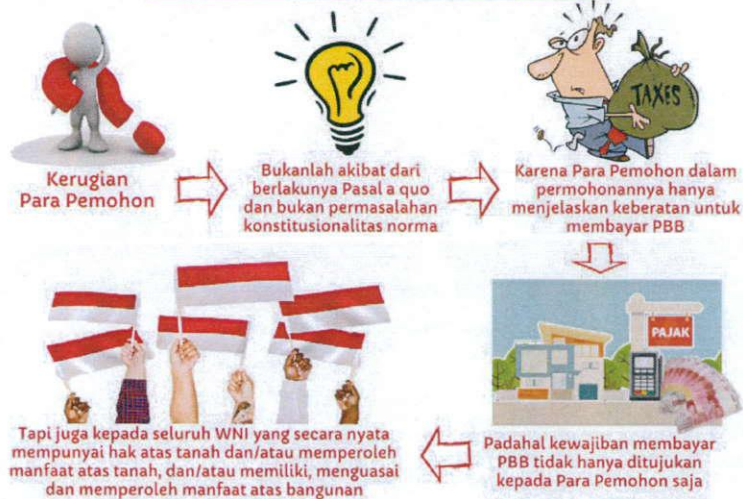 Kerugian
Para Pemohon
Bukanlah akibat dari
berlakunya Pasal a quo
dan bukan permasalahan
konstitusionalitas norma
TAXES
Karena Para Pemohon dalam
permohonannya hanya
menjelaskan keberatan untuk
membayar PBB
PAJAK
Padahal kewajiban membayar
PBB tidak hanya ditujukan
kepada Para Pemohon saja
Tapi juga kepada seluruh WNI yang secara nyata
mempunyai hak atas tanah dan/atau memperoleh
manfaat atas tanah, dan/atau memiliki, menguasai
dan memperoleh manfaat atas bangunan